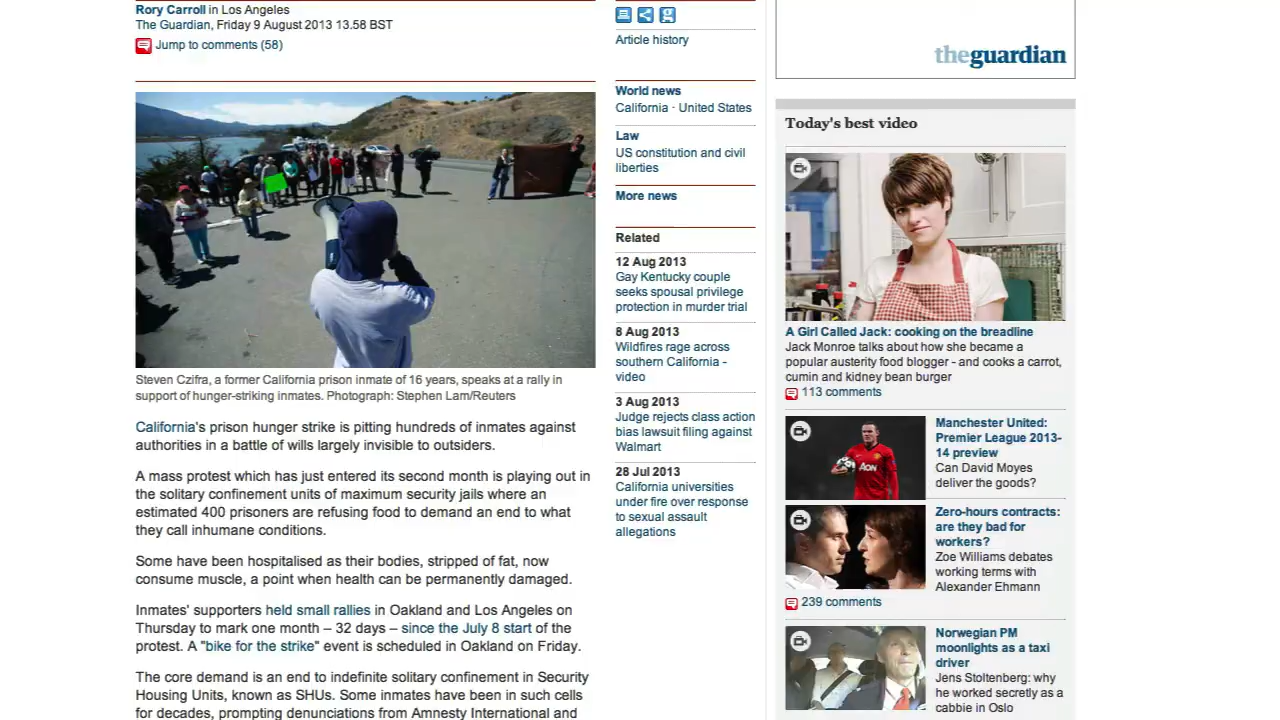 Rory Carroll in Los Angeles
The Guardian, Friday 9 August 2013 13.58 BST
Jump to comments (58)
Steven Czifra, a former California prison inmate of 16 years, speaks at a rally in
support of hunger-striking inmates. Photograph: Stephen Lam/Reuters
California's prison hunger strike is pitting hundreds of inmates against
authorities in a battle of wills largely invisible to outsiders.
A mass protest which has just entered its second month is playing out in
the solitary confinement units of maximum security jails where an
estimated 400 prisoners are refusing food to demand an end to what
they call inhumane conditions.
Some have been hospitalised as their bodies, stripped of fat, now
consume muscle, a point when health can be permanently damaged.
Inmates' supporters held small rallies in Oakland and Los Angeles on
Thursday to mark one month – 32 days – since the July 8 start of the
protest. A "bike for the strike" event is scheduled in Oakland on Friday.
The core demand is an end to indefinite solitary confinement in Security
Housing Units, known as SHUs. Some inmates have been in such cells
for decades, prompting denunciations from Amnesty International and
g
Article history
World news
California · United States
Law
US constitution and civil
liberties
More news
Related
12 Aug 2013
Gay Kentucky couple
seeks spousal privilege
protection in murder trial
8 Aug 2013
Wildfires rage across
southern California -
video
3 Aug 2013
Judge rejects class action
bias lawsuit filing against
Walmart
28 Jul 2013
California universities
under fire over response
to sexual assault
allegations
theguardian
Today's best video
A Girl Called Jack: cooking on the breadline
Jack Monroe talks about how she became a
popular austerity food blogger - and cooks a carrot,
cumin and kidney bean burger
113 comments
AON
Manchester United:
Premier League 2013-
14 preview
Can David Moyes
deliver the goods?
Zero-hours contracts:
are they bad for
workers?
Zoe Williams debates
working terms with
Alexander Ehmann
239 comments
Norwegian PM
moonlights as a taxi
driver
Jens Stoltenberg: why
he worked secretly as a
cabbie in Oslo